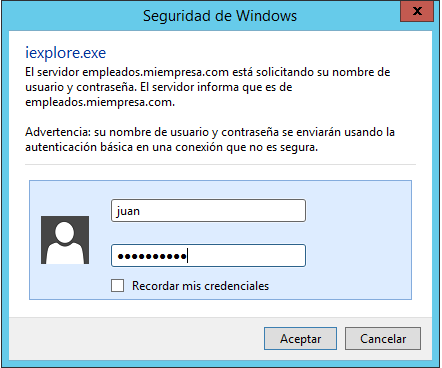 Seguridad de Windows
x
iexplore.exe
El servidor empleados.miempresa.com está solicitando su nombre de
usuario y contraseña. El servidor informa que es de
empleados.miempresa.com.
Advertencia: su nombre de usuario y contraseña se enviarán usando la
autenticación básica en una conexión que no es segura.
juan
●●●●●●●●●●
Recordar mis credenciales
Aceptar
Cancelar